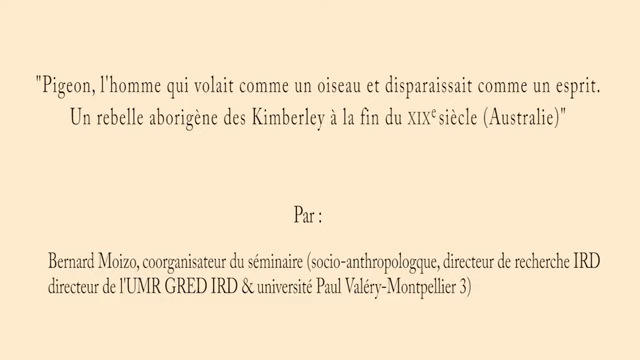 "Pigeon, l'homme qui volait comme un oiseau et disparaissait comme un esprit.
Un rebelle aborigène des Kimberley à la fin du XIXe siècle (Australie)"
Par :
Bernard Moizo, coorganisateur du séminaire (socio-anthropologque, directeur de recherche IRD
directeur de l'UMR GRED IRD & université Paul Valéry-Montpellier 3)